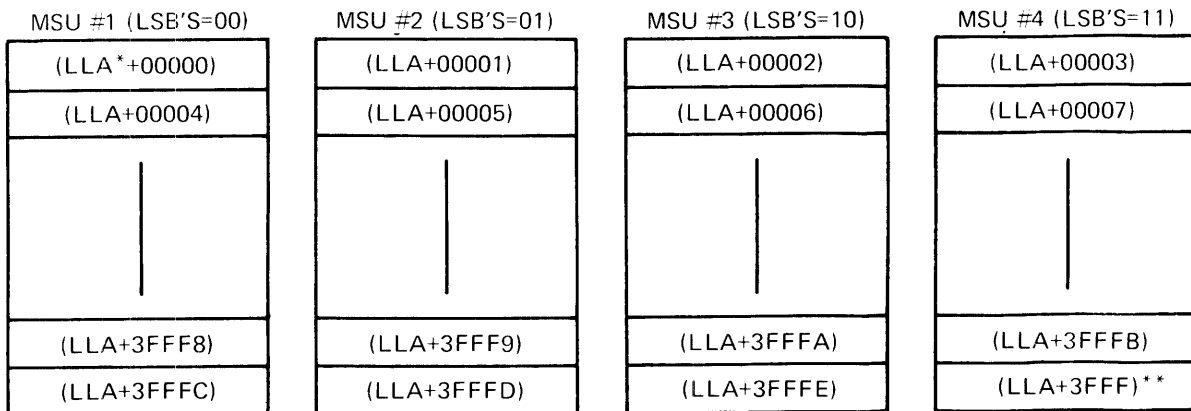 MSU #1 (LSB'S=00) MSU #2 (LSB'S=01) MSU #3 (LSB'S=10) MSU #4 (LSB'S=11)
(LLA*+00000) (LLA+00001) (LLA+00002) (LLA+00003)
(LLA+00004) (LLA+00005) (LLA+00006) (LLA+00007)
(LLA+3FFF8) (LLA+3FFF9) (LLA+3FFFA) (LLA+3FFFB)
(LLA+3FFFC) (LLA+3FFFD) (LLA+3FFFE) (LLA+3FFF)**